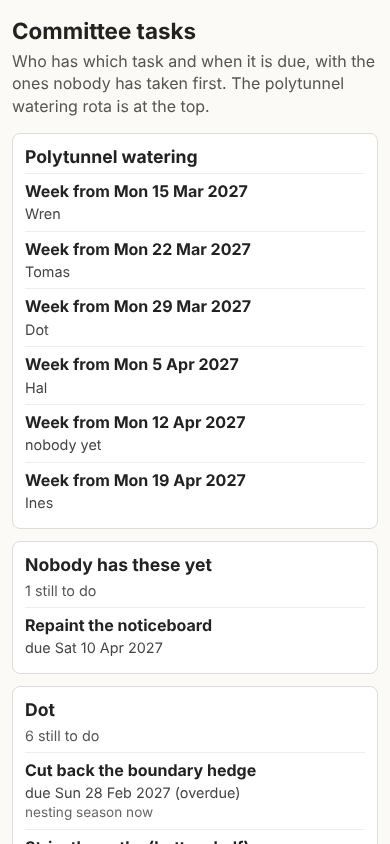 Committee tasks
Who has which task and when it is due, with the
ones nobody has taken first. The polytunnel
watering rota is at the top.
Polytunnel watering
Week from Mon 15 Mar 2027
Wren
Week from Mon 22 Mar 2027
Tomas
Week from Mon 29 Mar 2027
Dot
Week from Mon 5 Apr 2027
Hal
Week from Mon 12 Apr 2027
nobody yet
Week from Mon 19 Apr 2027
Ines
Nobody has these yet
1 still to do
Repaint the noticeboard
due Sat 10 Apr 2027
Dot
6 still to do
Cut back the boundary hedge
due Sun 28 Feb 2027 (overdue)
nesting season now